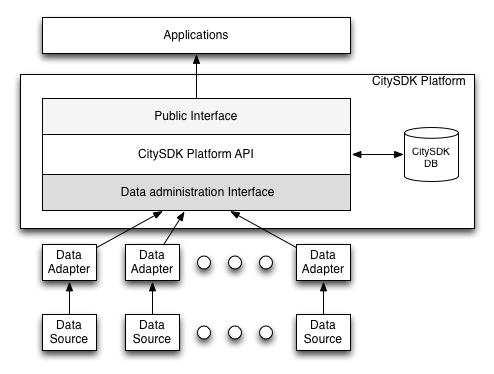 Applications
CitySDK Platform
Public Interface
CitySDK Platform API
CitySDK
DB
Data administration Interface
Data
Adapter
Data
Adapter
Data
Adapter
Data
Source
Data
Source
Data
Source